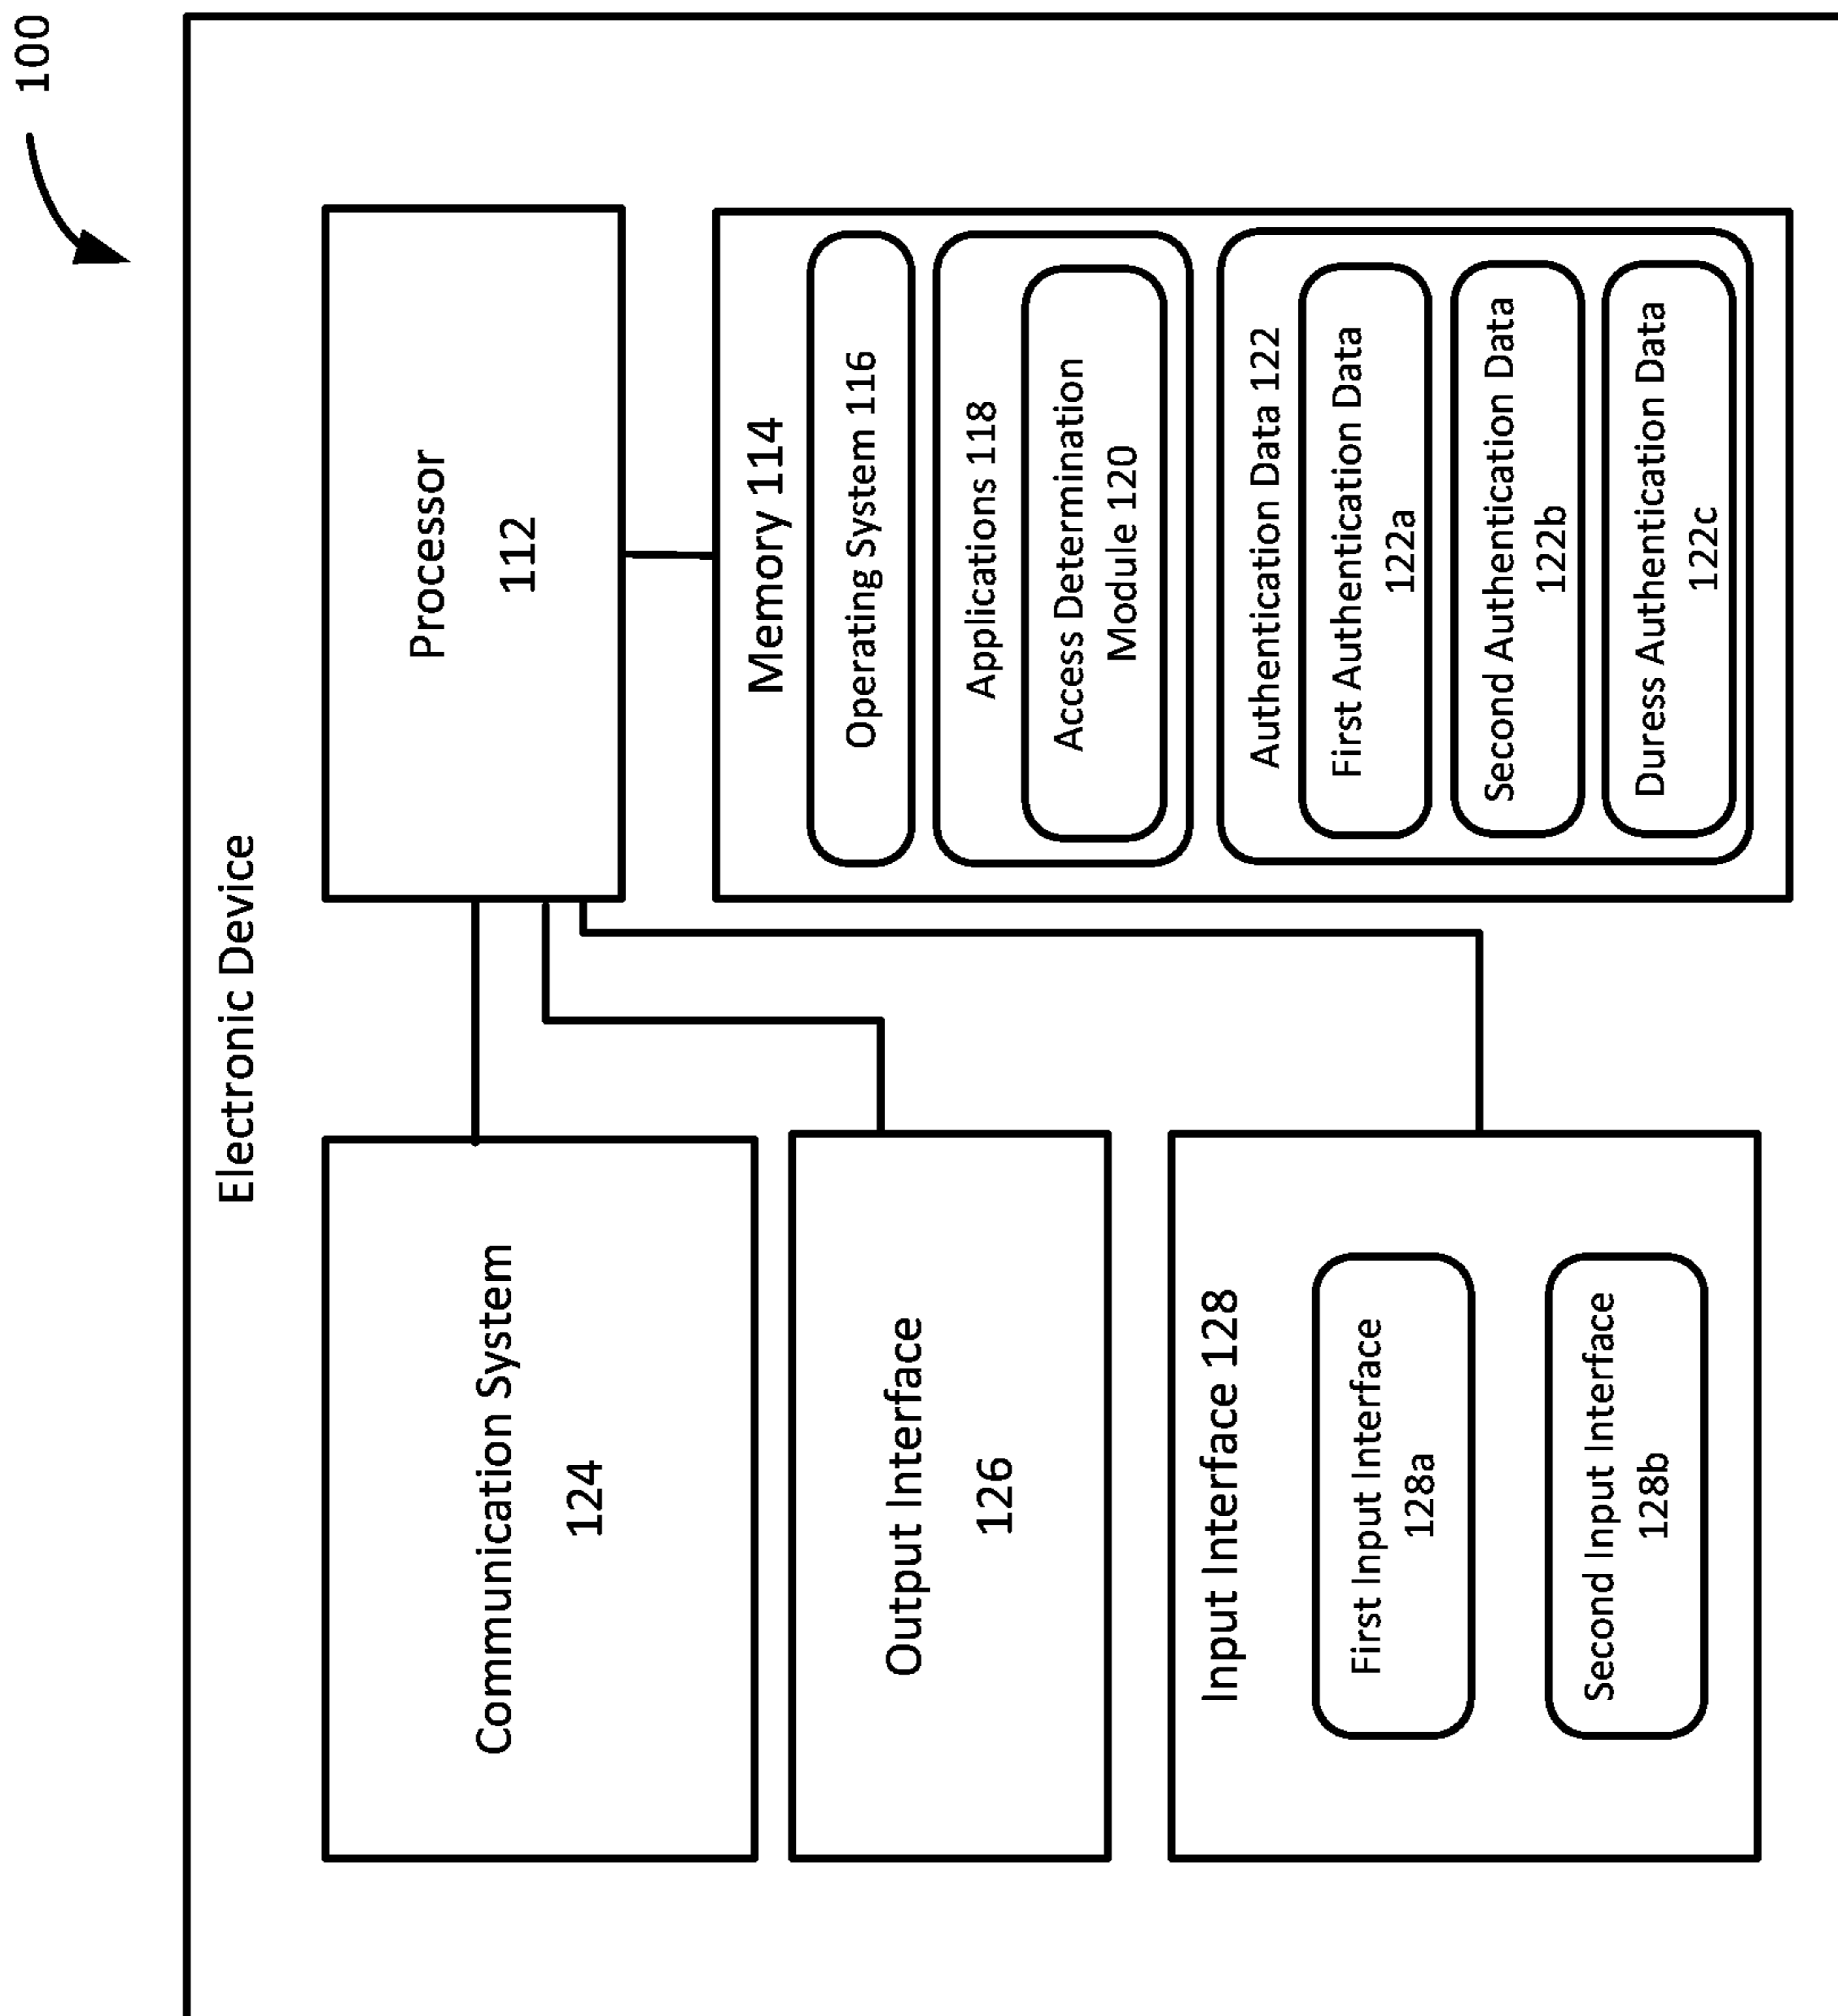 100
Electronic Device
Communication System
124
Output Interface
126
Input Interface 128
First Input Interface
128a
Second Input Interface
128b
Processor
112
Memory 114
Operating System 116
Applications 118
Access Determination
Module 120
Authentication Data 122
First Authentication Data
122a
Second Authentication Data
122b
Duress Authentication Data
122c